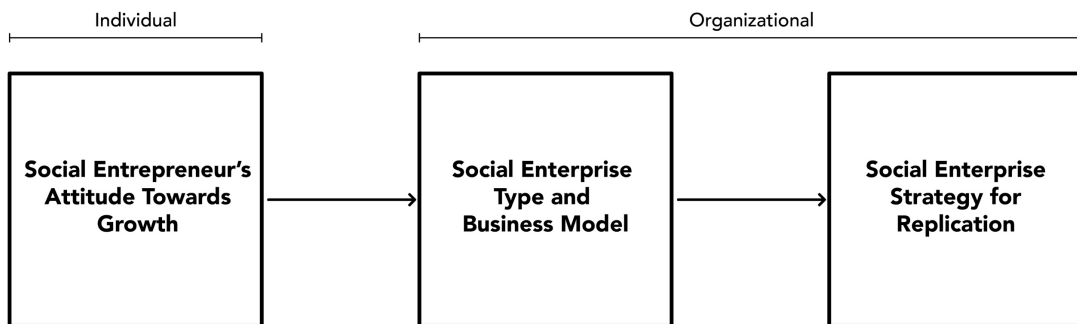 Individual
Organizational
Social Entrepreneur’s
Attitude Towards
Growth
Social Enterprise
Type and
Business Model
Social Enterprise
Strategy for
Replication